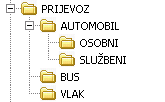 PRIJEVOZ
AUTOMOBIL
OSOBNI
SLUŽBENI
BUS
VLAK